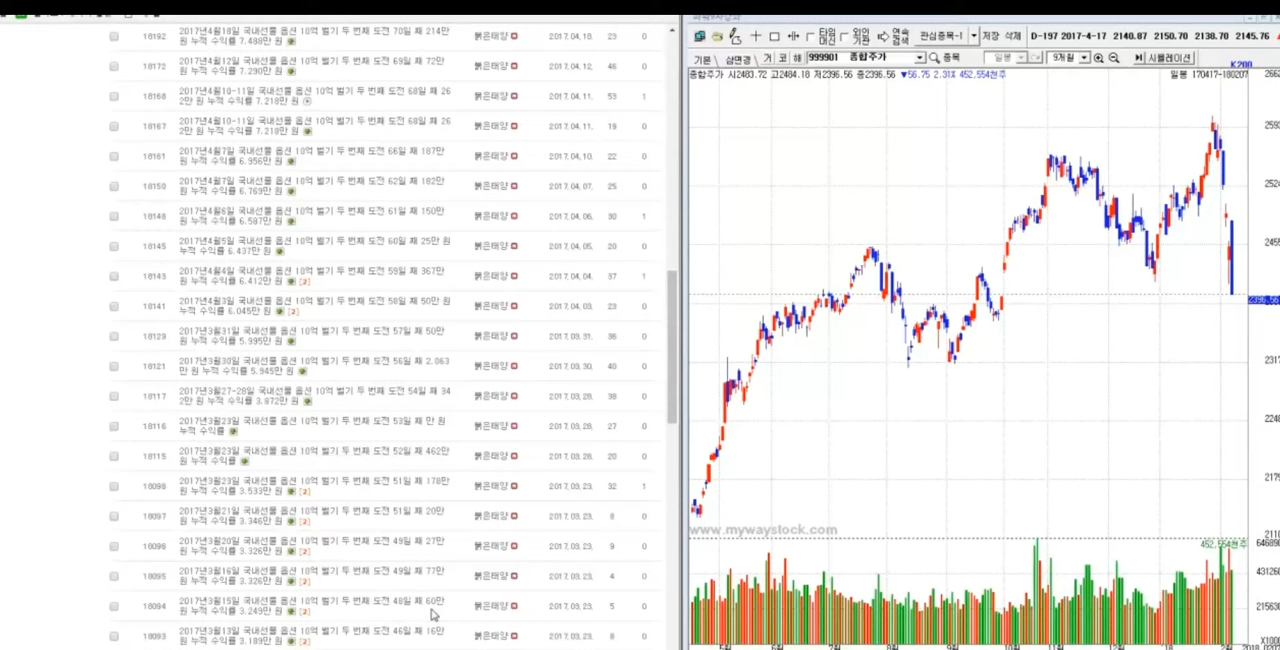 18192 2017년4월18일 국내선물 옵션 10억 벌기 두 번째 도전 70일 째 214만 붉은태양 2017.04.18. 23 0
원 누적 수익률 7.488만 원
18172 2017년4월12일 국내선물 옵션 10억 벌기 두 번째 도전 69일 째 72만 붉은태양 2017.04.12. 46 0
원 누적 수익률 7.290만 원
18168 2017년4월10-11일 국내선물 옵션 10억 벌기 두 번째 도전 68일 째 26 붉은태양 2017.04.11. 53 1
2만 원 누적 수익률 7.218만 원
18167 2017년4월10-11일 국내선물 옵션 10억 벌기 두 번째 도전 68일 째 26 붉은태양 2017.04.11. 19 0
2만 원 누적 수익률 7.218만 원
18161 2017년4월7일 국내선물 옵션 10억 벌기 두 번째 도전 66일 째 187만 붉은태양 2017.04.10. 22 0
원 누적 수익률 6.956만 원
18150 2017년4월7일 국내선물 옵션 10억 벌기 두 번째 도전 62일 째 182만 붉은태양 2017.04.07. 25 0
원 누적 수익률 6.769만 원
18148 2017년4월6일 국내선물 옵션 10억 벌기 두 번째 도전 61일 째 150만 붉은태양 2017.04.06. 30 1
원 누적 수익률 6.587만 원
18145 2017년4월5일 국내선물 옵션 10억 벌기 두 번째 도전 60일 째 25만 원 붉은태양 2017.04.05. 20 0
누적 수익률 6.437만 원
18143 2017년4월4일 국내선물 옵션 10억 벌기 두 번째 도전 59일 째 367만 붉은태양 2017.04.04. 37 1
원 누적 수익률 6.412만 원 [2]
18141 2017년4월3일 국내선물 옵션 10억 벌기 두 번째 도전 58일 째 50만 원 붉은태양 2017.04.03. 23 0
누적 수익률 6.045만 원 [2]
18129 2017년3월31일 국내선물 옵션 10억 벌기 두 번째 도전 57일 째 50만 붉은태양 2017.03.31. 36 0
원 누적 수익률 5.995만 원
18121 2017년3월30일 국내선물 옵션 10억 벌기 두 번째 도전 56일 째 2.063 붉은태양 2017.03.30. 40 0
만 원 누적 수익률 5.945만 원
18117 2017년3월27-28일 국내선물 옵션 10억 벌기 두 번째 도전 54일 째 34 붉은태양 2017.03.28. 38 0
2만 원 누적 수익률 3.872만 원
18116 2017년3월23일 국내선물 옵션 10억 벌기 두 번째 도전 53일 째 만 원 붉은태양 2017.03.28. 27 0
누적 수익률
18115 2017년3월23일 국내선물 옵션 10억 벌기 두 번째 도전 52일 째 462만 붉은태양 2017.03.28. 20 0
원 누적 수익률
18098 2017년3월23일 국내선물 옵션 10억 벌기 두 번째 도전 51일 째 178만 붉은태양 2017.03.23. 32 1
원 누적 수익률 3.533만 원 [2]
18097 2017년3월21일 국내선물 옵션 10억 벌기 두 번째 도전 51일 째 20만 붉은태양 2017.03.23. 8 0
원 누적 수익률 3.346만 원 [2]
18096 2017년3월20일 국내선물 옵션 10억 벌기 두 번째 도전 49일 째 27만 붉은태양 2017.03.23. 9 0
원 누적 수익률 3.326만 원 [2]
18095 2017년3월16일 국내선물 옵션 10억 벌기 두 번째 도전 49일 째 77만 붉은태양 2017.03.23. 4 0
원 누적 수익률 3.326만 원 [2]
18094 2017년3월15일 국내선물 옵션 10억 벌기 두 번째 도전 48일 째 60만 붉은태양 2017.03.23. 5 0
원 누적 수익률 3.249만 원 [2]
18093 2017년3월13일 국내선물 옵션 10억 벌기 두 번째 도전 46일 째 16만 붉은태양 2017.03.23. 8 0
원 누적 수익률 3.189만 원 [2]
저장 삭제 관심종목-1 D-197 2017-4-17 2140.87 2150.70 2138.70 2145.76
기본 삼면경 기 코 해 999901 종합주가 종목 일봉 9개월 시뮬레이션
K200
종합주가 시2483.72 고2484.18 저2396.56 종2396.56 ▼56.75 2.31% 452,554천주 일봉 170417-180207
2396.56
2317
2179
www.mywaystock.com
452,554천주
X1000
5월 6월 7월 8월 9월 10월 11월 12월 18 2월